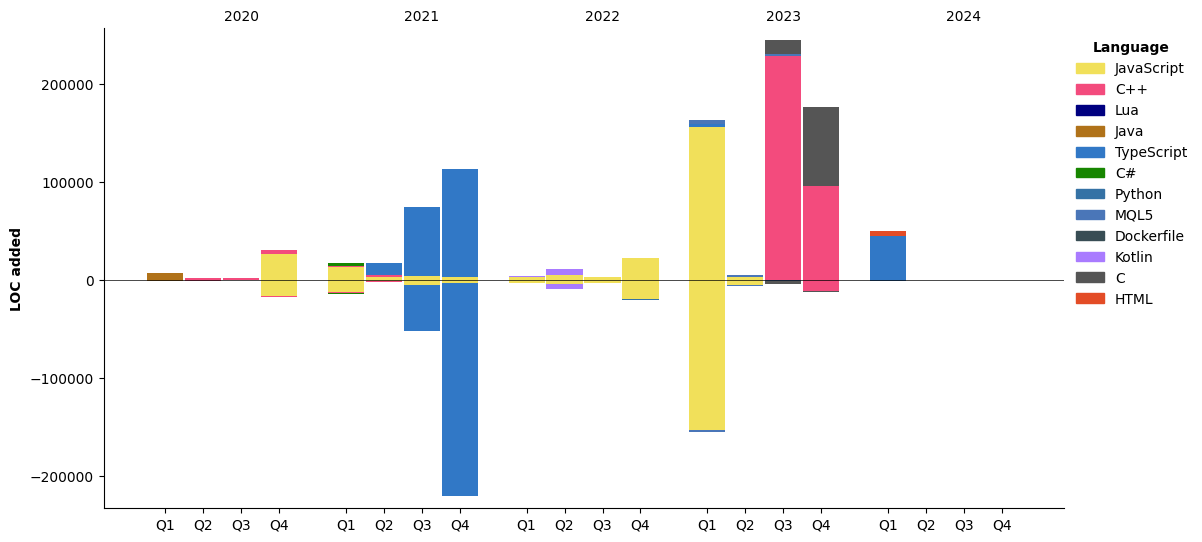 2020 2021 2022 2023 2024
LOC added
200000
100000
0
−100000
−200000
Q1 Q2 Q3 Q4 Q1 Q2 Q3 Q4 Q1 Q2 Q3 Q4 Q1 Q2 Q3 Q4 Q1 Q2 Q3 Q4
Language
JavaScript
C++
Lua
Java
TypeScript
C#
Python
MQL5
Dockerfile
Kotlin
C
HTML